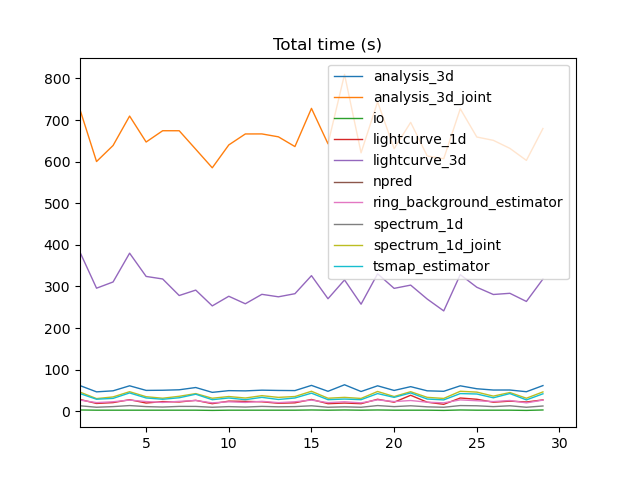 Total time (s)
analysis_3d
analysis_3d_joint
io
lightcurve_1d
lightcurve_3d
npred
ring_background_estimator
spectrum_1d
spectrum_1d_joint
tsmap_estimator
800
700
600
500
400
300
200
100
0
5 10 15 20 25 30